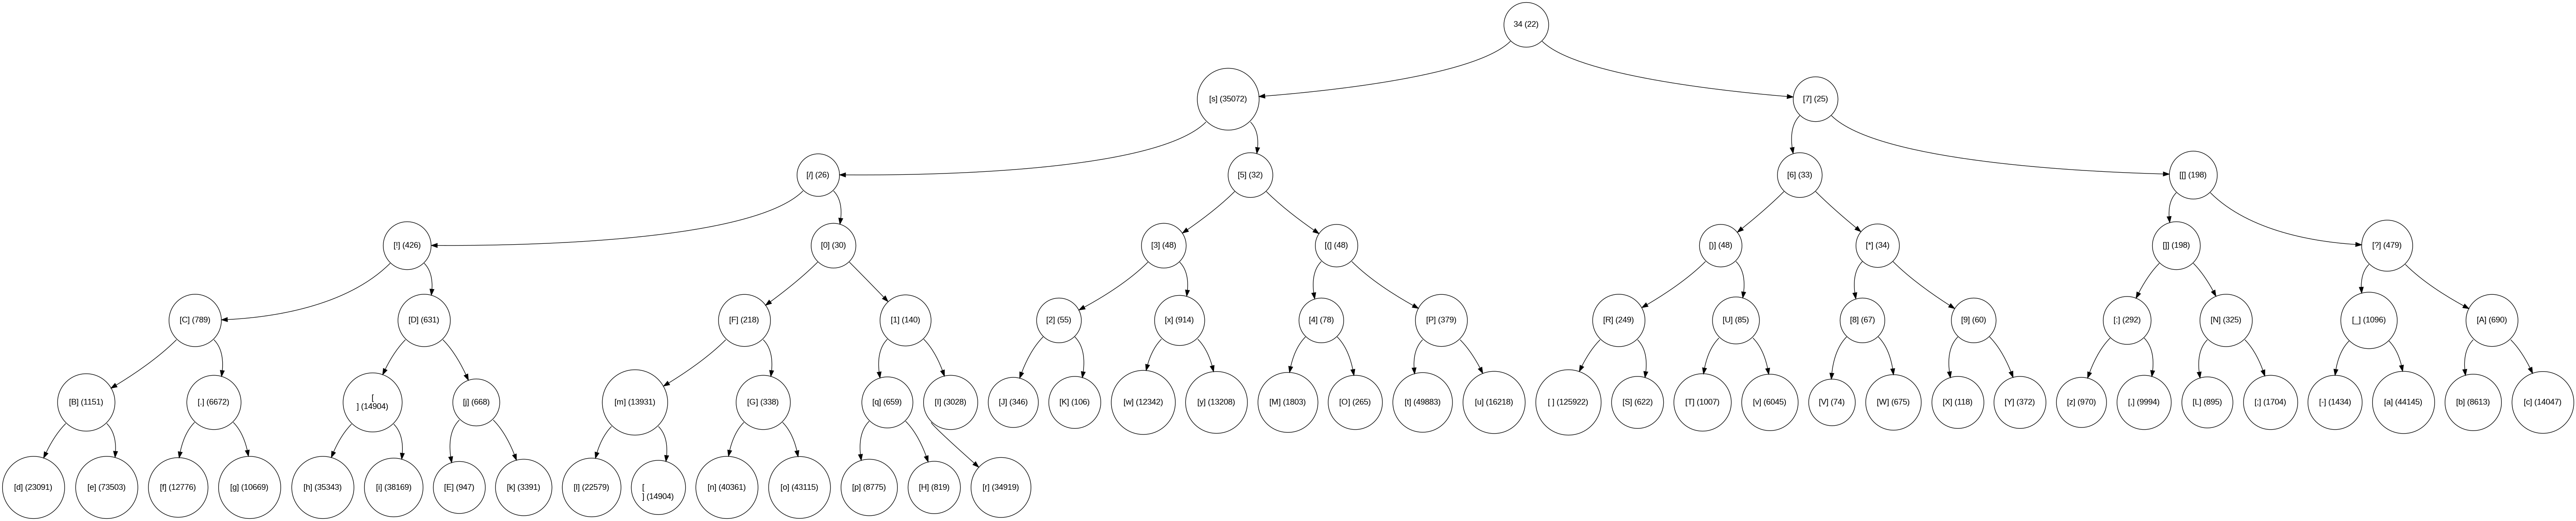 34 (22)
[s] (35072)
[7] (25)
[/] (26)
[5] (32)
[6] (33)
[[] (198)
[!] (426)
[0] (30)
[3] (48)
[(] (48)
[)] (48)
[*] (34)
[]] (198)
[?] (479)
[C] (789)
[D] (631)
[F] (218)
[1] (140)
[2] (55)
[x] (914)
[4] (78)
[P] (379)
[R] (249)
[U] (85)
[8] (67)
[9] (60)
[:] (292)
[N] (325)
[_] (1096)
[A] (690)
[B] (1151)
[.] (6672)
[
] (14904)
[j] (668)
[m] (13931)
[G] (338)
[q] (659)
[I] (3028)
[J] (346)
[K] (106)
[w] (12342)
[y] (13208)
[M] (1803)
[O] (265)
[t] (49883)
[u] (16218)
[ ] (125922)
[S] (622)
[T] (1007)
[v] (6045)
[V] (74)
[W] (675)
[X] (118)
[Y] (372)
[z] (970)
[,] (9994)
[L] (895)
[;] (1704)
[-] (1434)
[a] (44145)
[b] (8613)
[c] (14047)
[d] (23091)
[e] (73503)
[f] (12776)
[g] (10669)
[h] (35343)
[i] (38169)
[E] (947)
[k] (3391)
[l] (22579)
[
] (14904)
[n] (40361)
[o] (43115)
[p] (8775)
[H] (819)
[r] (34919)